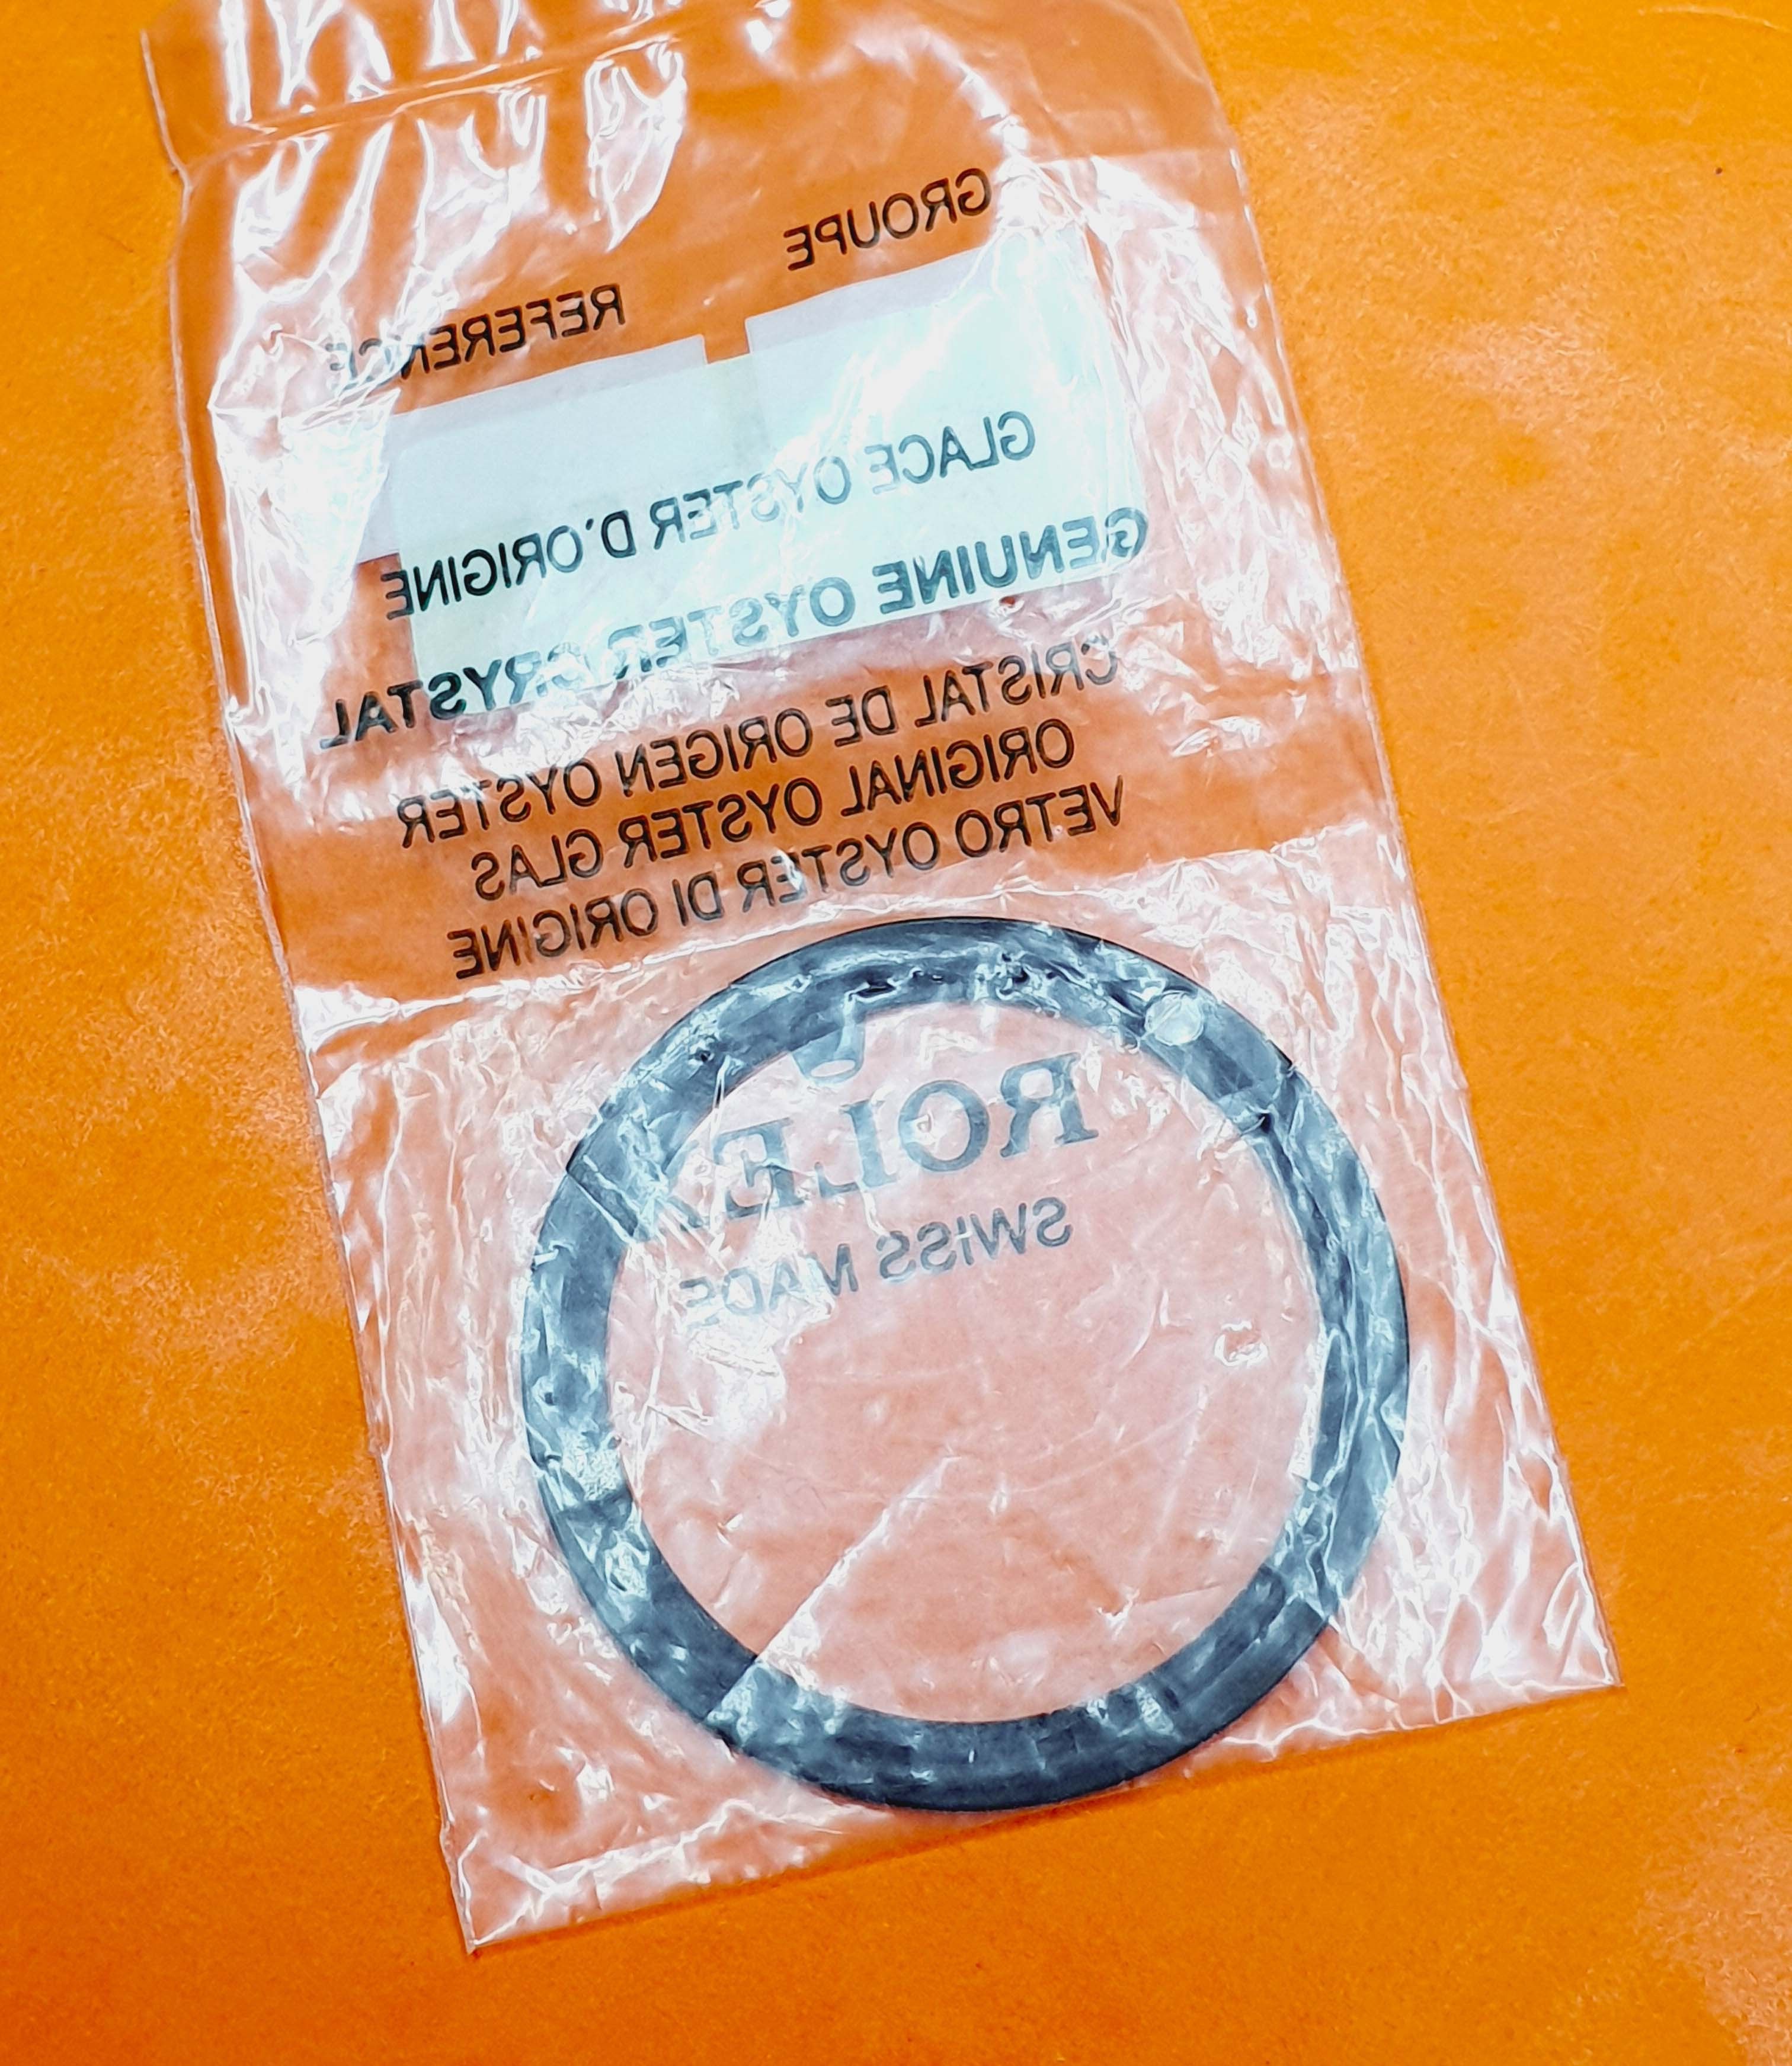 GROUPE
REFERENCE
GLACE OYSTER D'ORIGINE
GENUINE OYSTER CRYSTAL
CRISTAL DE ORIGEN OYSTER
ORIGINAL OYSTER GLAS
VETRO OYSTER DI ORIGINE
ROLEX
SWISS MADE